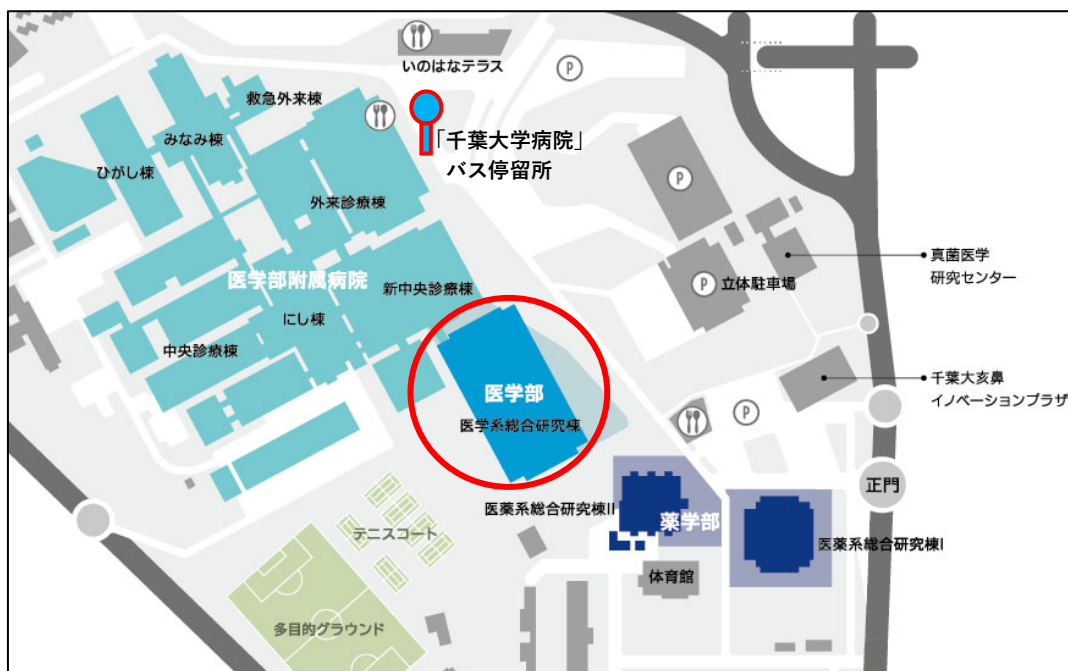 いのはなテラス
P
救急外来棟
「千葉大学病院」
バス停留所
みなみ棟
ひがし棟
P
外来診療棟
真菌医学
研究センター
医学部附属病院
新中央診療棟
P
立体駐車場
にし棟
中央診療棟
千葉大亥鼻
イノベーションプラザ
医学部
医学系総合研究棟
P
正門
医薬系総合研究棟II
薬学部
テニスコート
医薬系総合研究棟I
体育館
多目的グラウンド